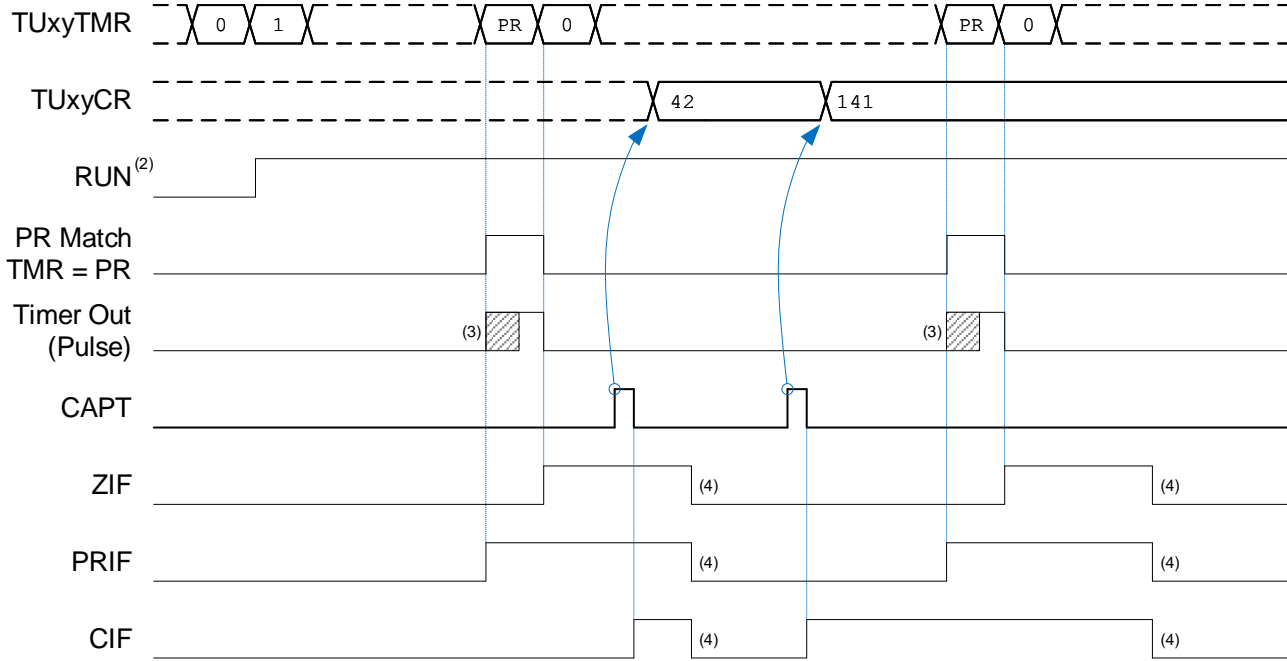 TUxyTMR 0 1 PR 0 PR 0
TUxyCR 42 141
RUN(2)
PR Match
TMR = PR
Timer Out
(Pulse) (3) (3)
CAPT
ZIF (4) (4)
PRIF (4) (4)
CIF (4) (4)